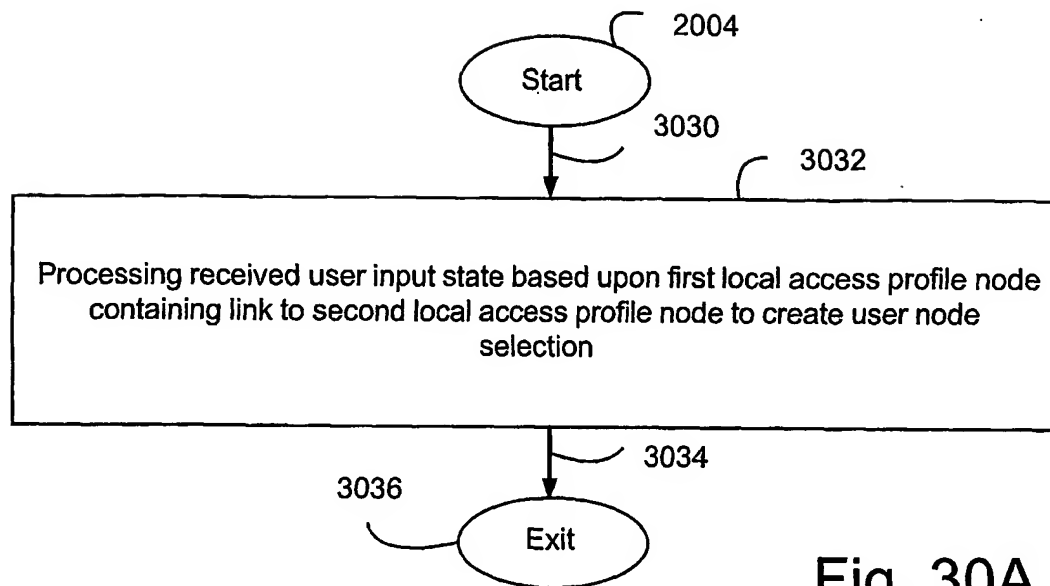 2004
Start
3030
3032
Processing received user input state based upon first local access profile node
containing link to second local access profile node to create user node
selection
3034
3036
Exit
Fig. 30A